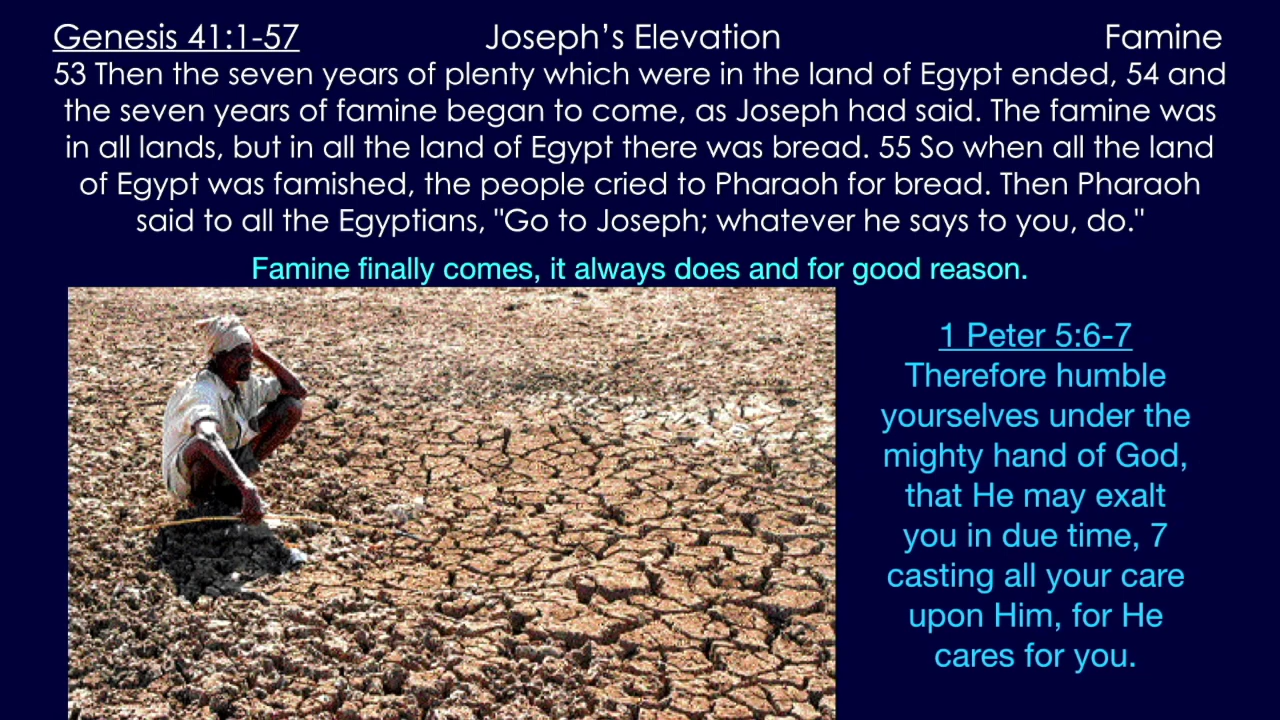 Genesis 41:1-57 Joseph’s Elevation Famine
53 Then the seven years of plenty which were in the land of Egypt ended, 54 and
the seven years of famine began to come, as Joseph had said. The famine was
in all lands, but in all the land of Egypt there was bread. 55 So when all the land
of Egypt was famished, the people cried to Pharaoh for bread. Then Pharaoh
said to all the Egyptians, "Go to Joseph; whatever he says to you, do."
Famine finally comes, it always does and for good reason.
1 Peter 5:6-7
Therefore humble
yourselves under the
mighty hand of God,
that He may exalt
you in due time, 7
casting all your care
upon Him, for He
cares for you.